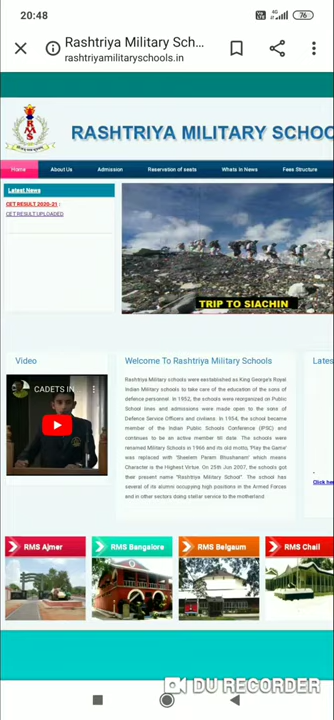 20:48
76
Rashtriya Military Sch...
rashtriyamilitaryschools.in
RASHTRIYA MILITARY SCHOO
Home About Us Admission Reservation of seats Whats In News Fees Structure
Latest News
CET RESULT 2020-21 :
CET RESULT UPLOADED
TRIP TO SIACHIN
Video
Welcome To Rashtriya Military Schools
Lates
CADETS IN
Rashtriya Military schools were eestablished as King George's Royal
Indian Military schools to take care of the education of the sons of
defence personnel. In 1952, the schools were reorganized on Public
School lines and admissions were made open to the sons of
Defence Service Officers and civilians. In 1954, the school became
member of the Indian Public Schools Conference (IPSC) and
continues to be an active member till date. The schools were
renamed Military Schools in 1966 and its old motto, 'Play the Game'
was replaced with 'Sheelam Param Bhushanam' which means
Character is the Highest Virtue. On 25th Jun 2007, the schools got
their present name "Rashtriya Military School". The school has
several of its alumni occupying high positions in the Armed Forces
and in other sectors doing stellar service to the motherland
Click her
RMS Ajmer
RMS Bangalore
RMS Belgaum
RMS Chail
DU RECORDER